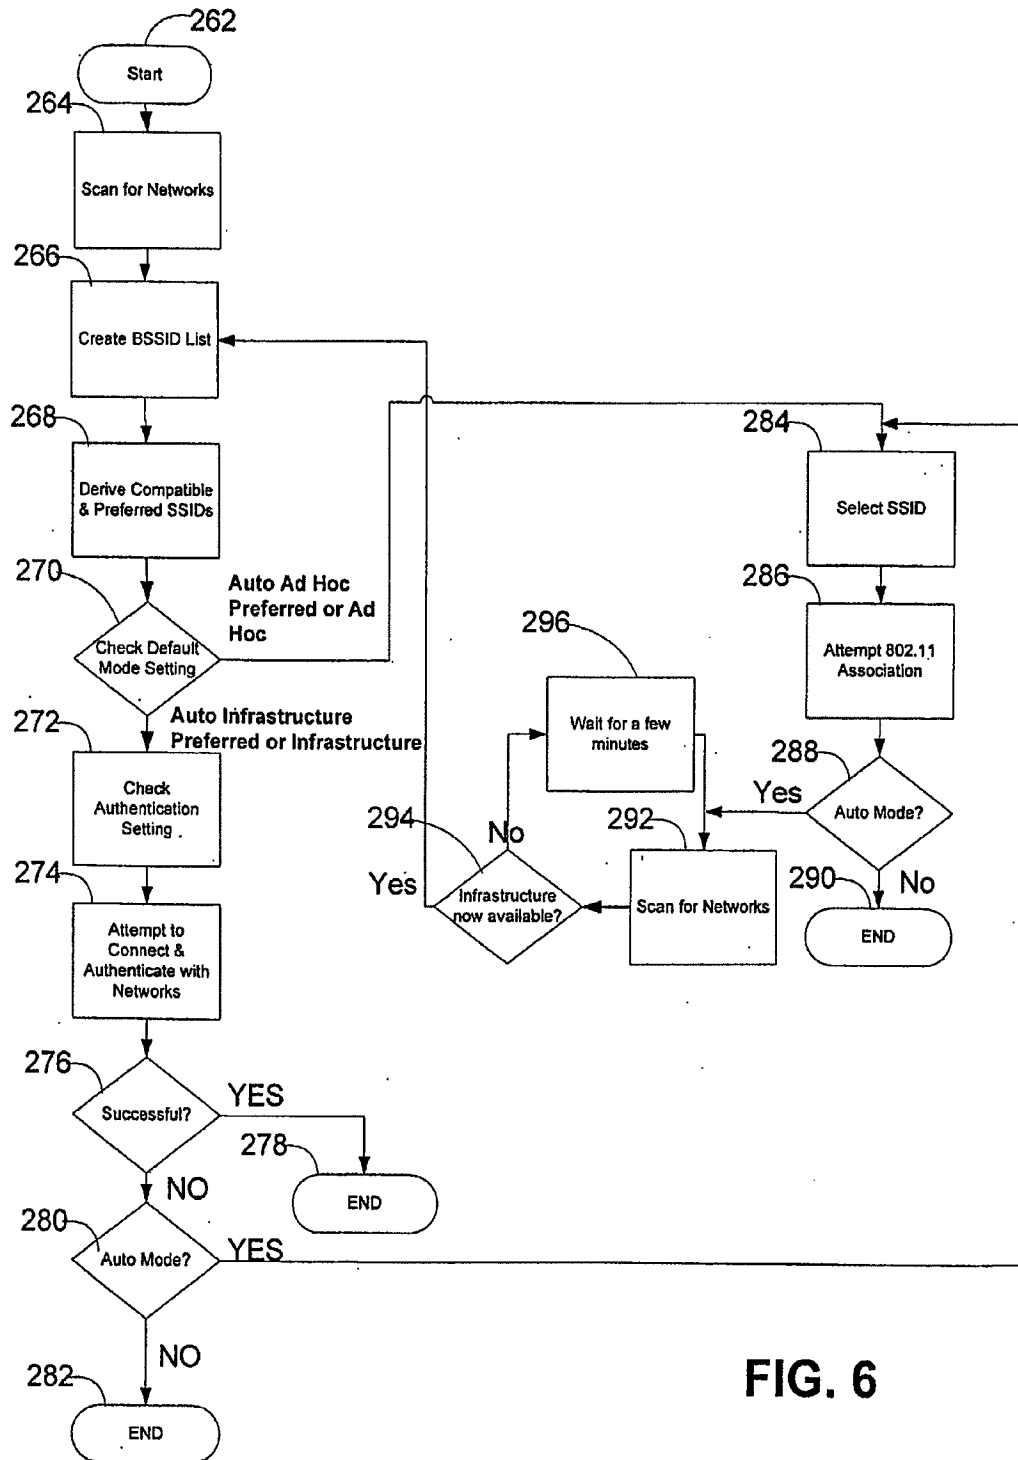 262
Start
264
Scan for Networks
266
Create BSSID List
268
Derive Compatible
& Preferred SSIDs
270
Check Default
Mode Setting
Auto Ad Hoc
Preferred or Ad
Hoc
Auto Infrastructure
Preferred or Infrastructure
272
Check
Authentication
Setting
274
Attempt to
Connect &
Authenticate with
Networks
276
Successful?
YES
278
END
NO
280
Auto Mode?
YES
NO
282
END
284
Select SSID
286
Attempt 802.11
Association
288
Auto Mode?
Yes
No
290
END
292
Scan for Networks
294
Infrastructure
now available?
Yes
No
296
Wait for a few
minutes
FIG. 6